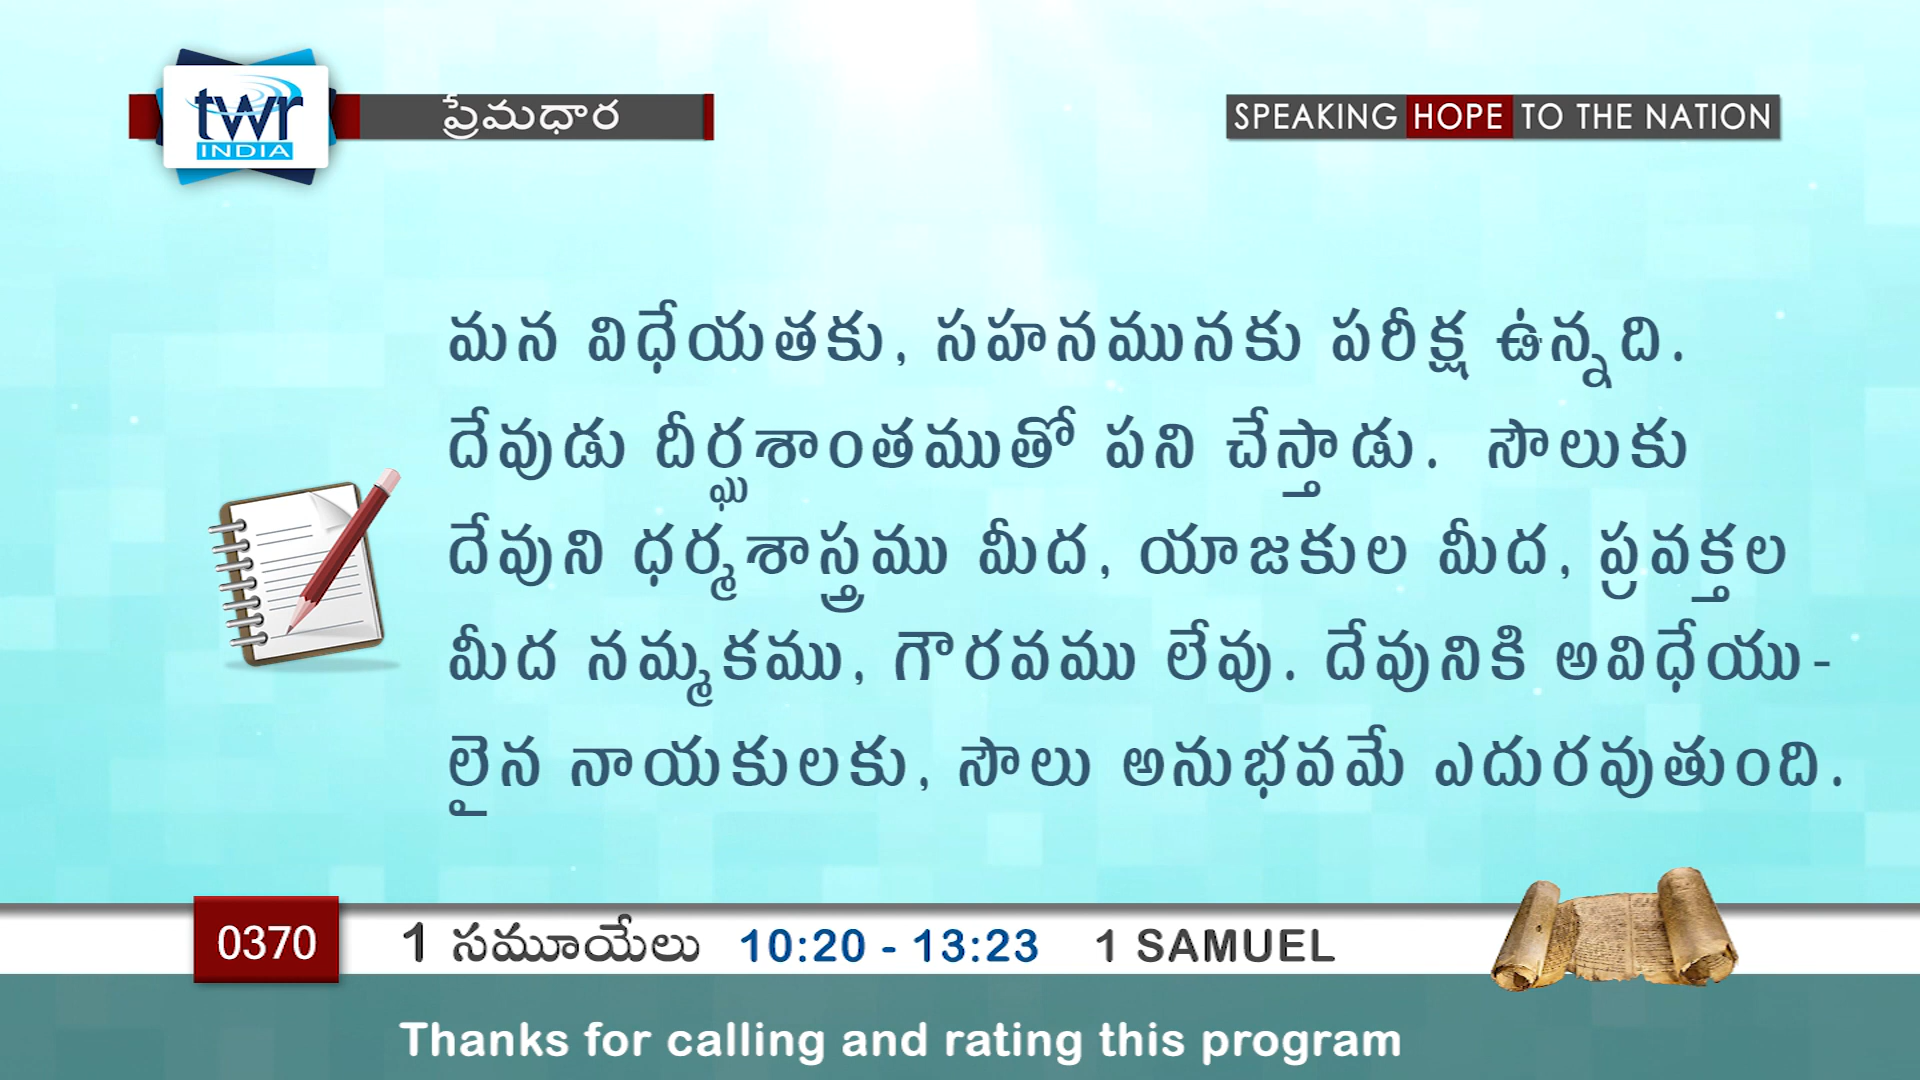 twr
INDIA
ప్రేమధార
SPEAKING HOPE TO THE NATION
మన విధేయతకు, సహనమునకు పరీక్ష ఉన్నది.
దేవుడు దీర్ఘశాంతముతో పని చేస్తాడు. సౌలుకు
దేవుని ధర్మశాస్త్రము మీద, యాజకుల మీద, ప్రవక్తల
మీద నమ్మకము, గౌరవము లేవు. దేవునికి అవిధేయు-
లైన నాయకులకు, సౌలు అనుభవమే ఎదురవుతుంది.
0370 1 సమూయేలు 10:20 - 13:23 1 SAMUEL
Thanks for calling and rating this program